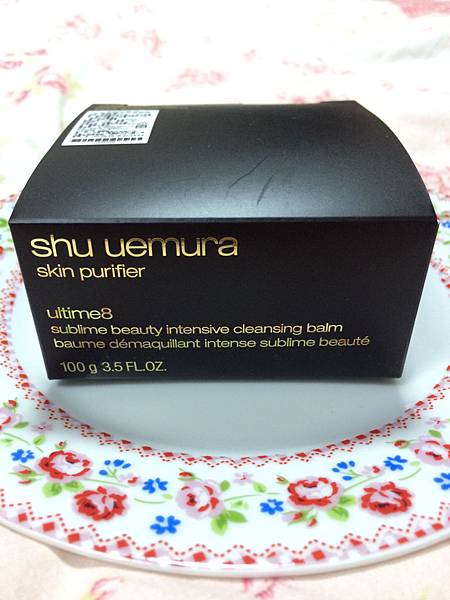 shu uemura
skin purifier
ultime8
sublime beauty intensive cleansing balm
baume démaquillant intense sublime beauté
100 g 3.5 FL.OZ.